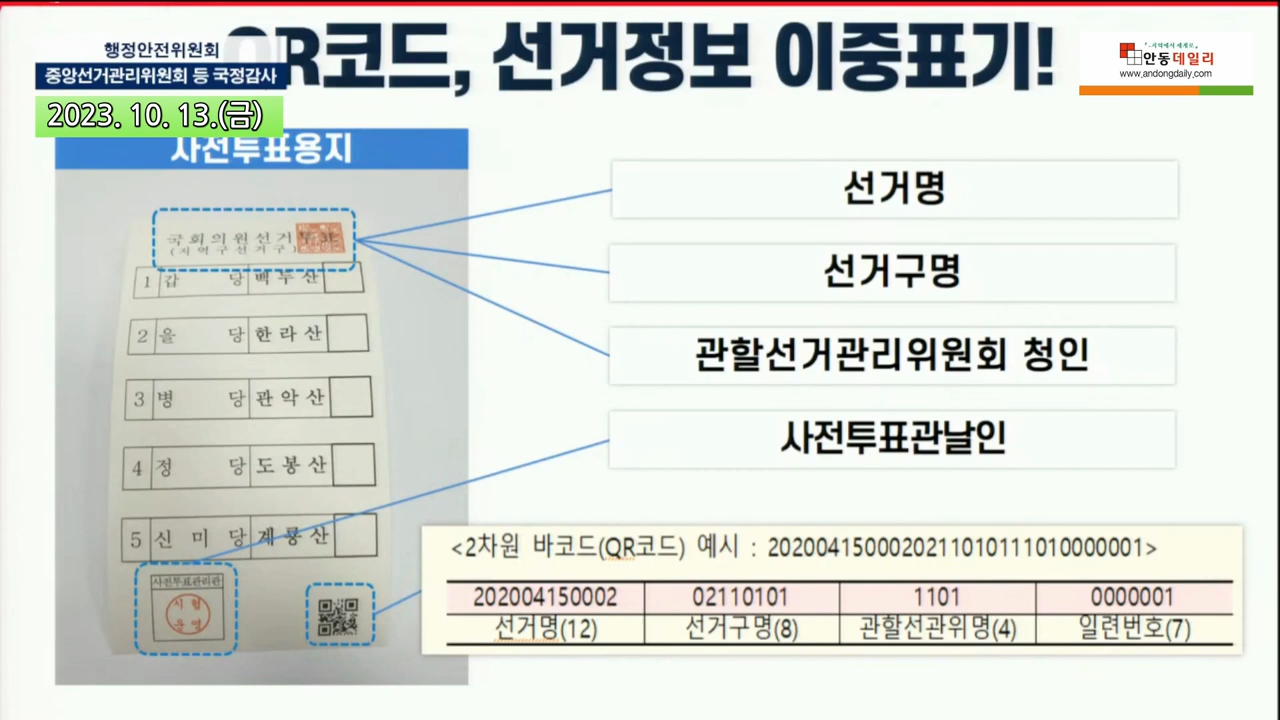 행정안전위원회
중앙선거관리위원회 등 국정감사
2023. 10. 13.(금)
QR코드, 선거정보 이중표기!
안동데일리
www.andongdaily.com
사전투표용지
국회의원선거투표
(지역구선거구)
1 갑 당 백두산
2 을 당 한라산
3 병 당 관악산
4 정 당 도봉산
5 신 미 당 계룡산
사전투표관리관
시험
운영
선거명
선거구명
관할선거관리위원회 청인
사전투표관날인
<2차원 바코드(QR코드) 예시 : 2020041500020211010111010000001>
202004150002 02110101 1101 0000001
선거명(12) 선거구명(8) 관할선관위명(4) 일련번호(7)